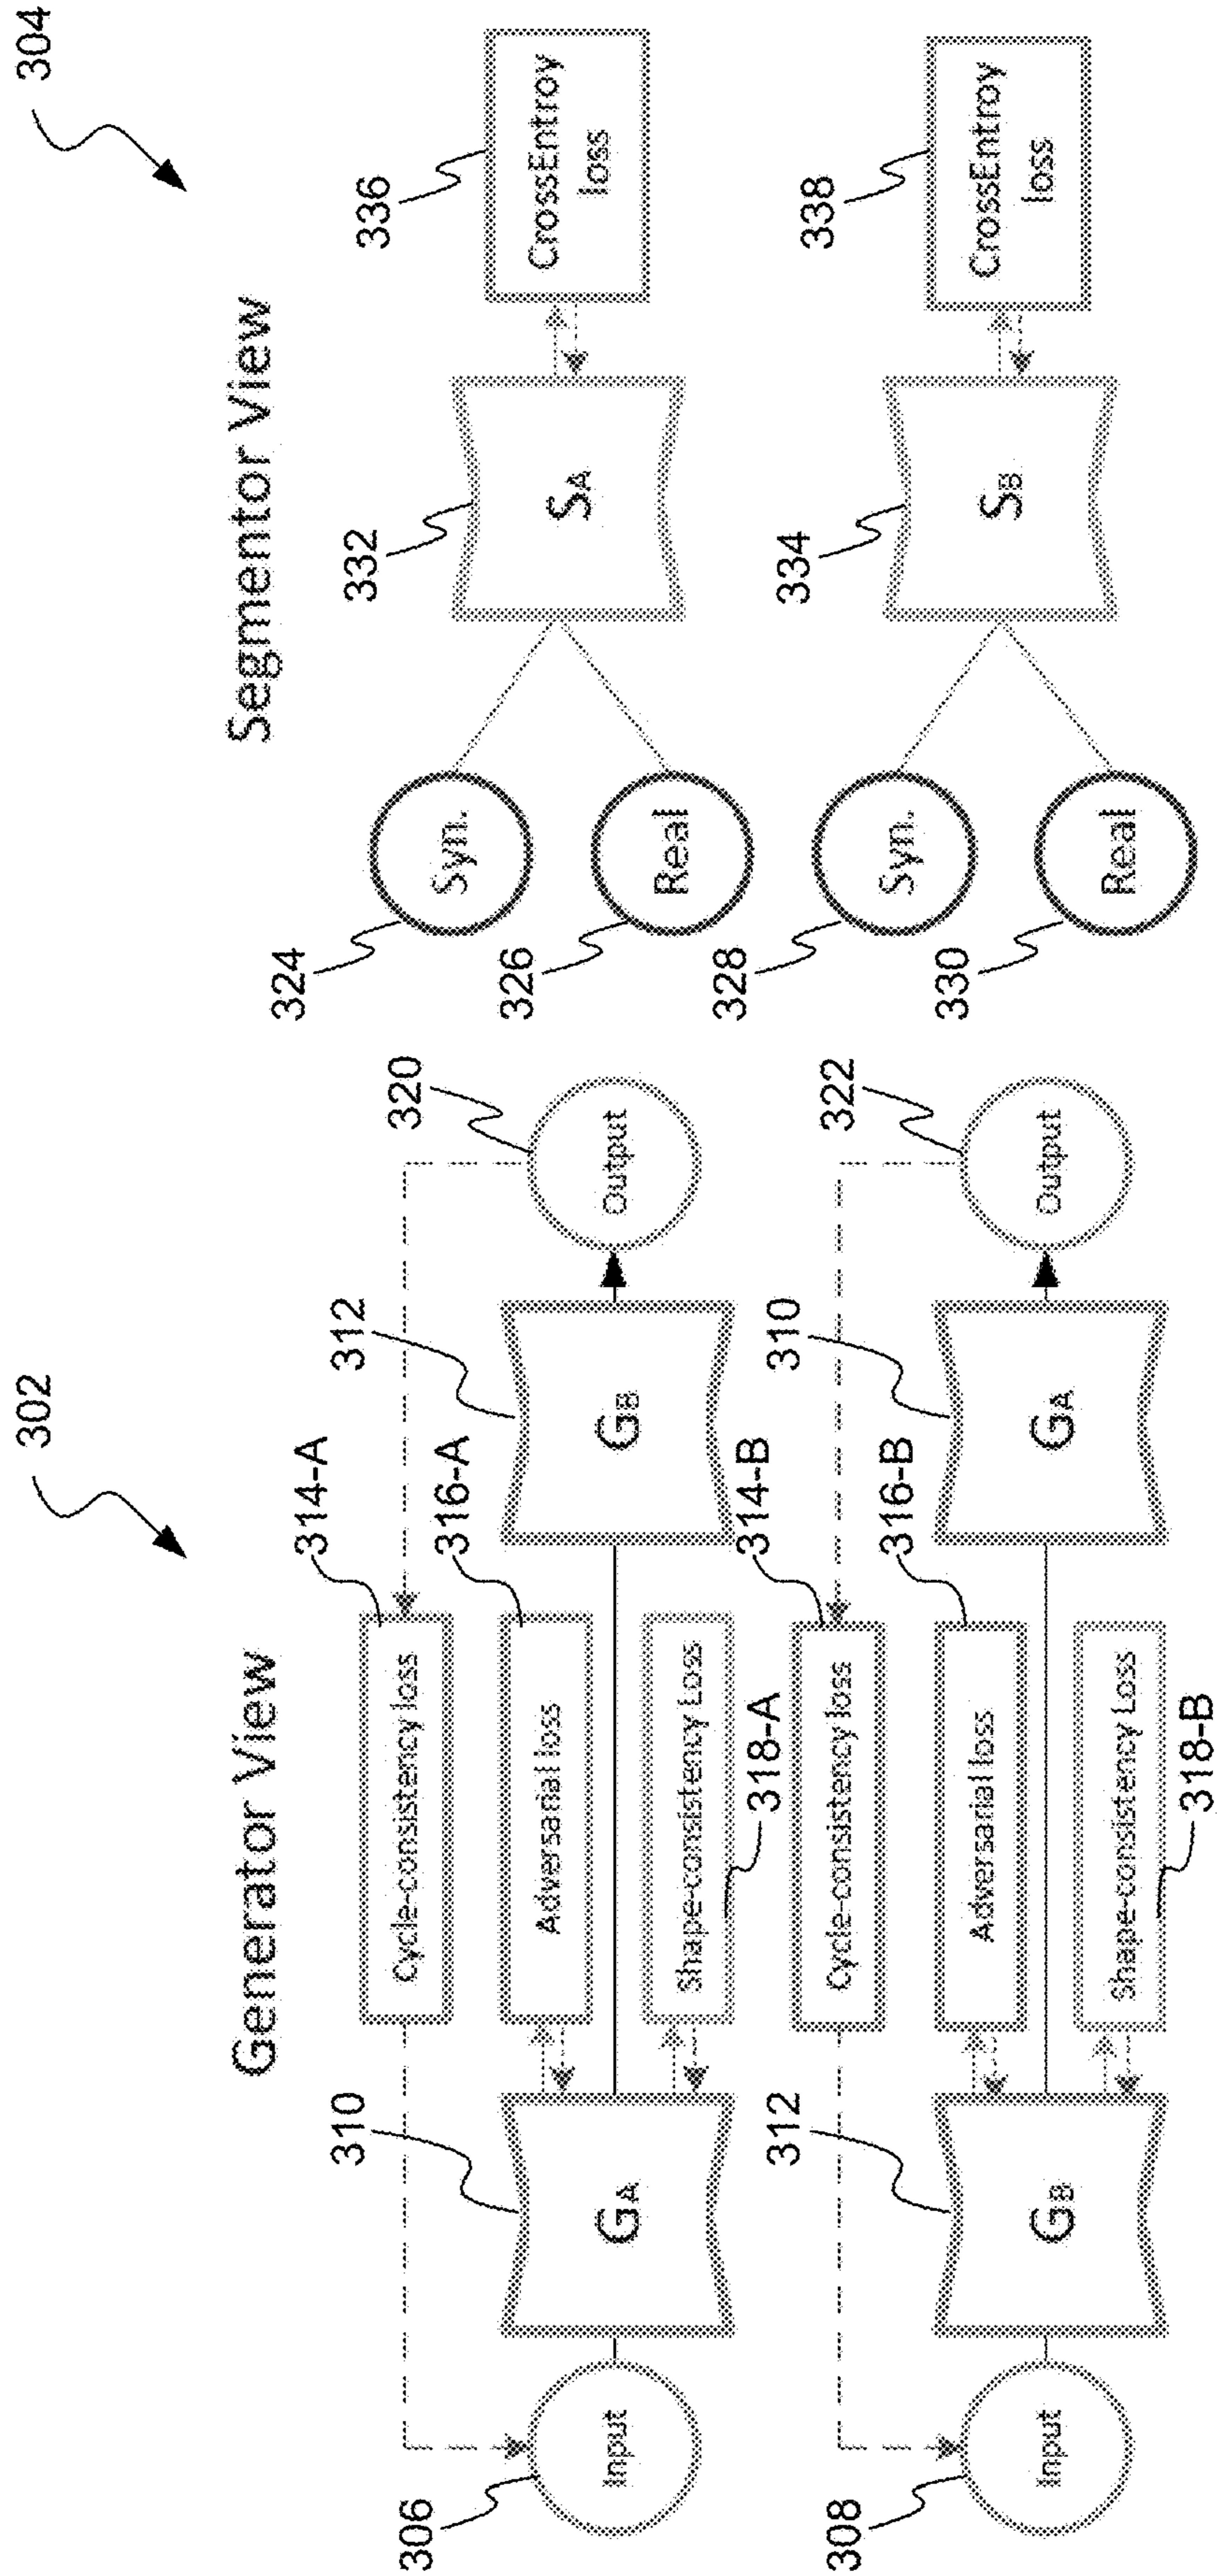 302
Generator View
314-A
Cycle-consistency loss
316-A
Adversarial loss
Shape-consistency Loss
318-A
306
Input
310
GA
312
GB
320
Output
314-B
Cycle-consistency loss
316-B
Adversarial loss
Shape-consistency Loss
318-B
308
Input
312
GB
310
GA
322
Output
304
Segmentor View
324
Syn.
326
Real
332
SA
336
CrossEntroy
loss
328
Syn.
330
Real
334
SB
338
CrossEntroy
loss